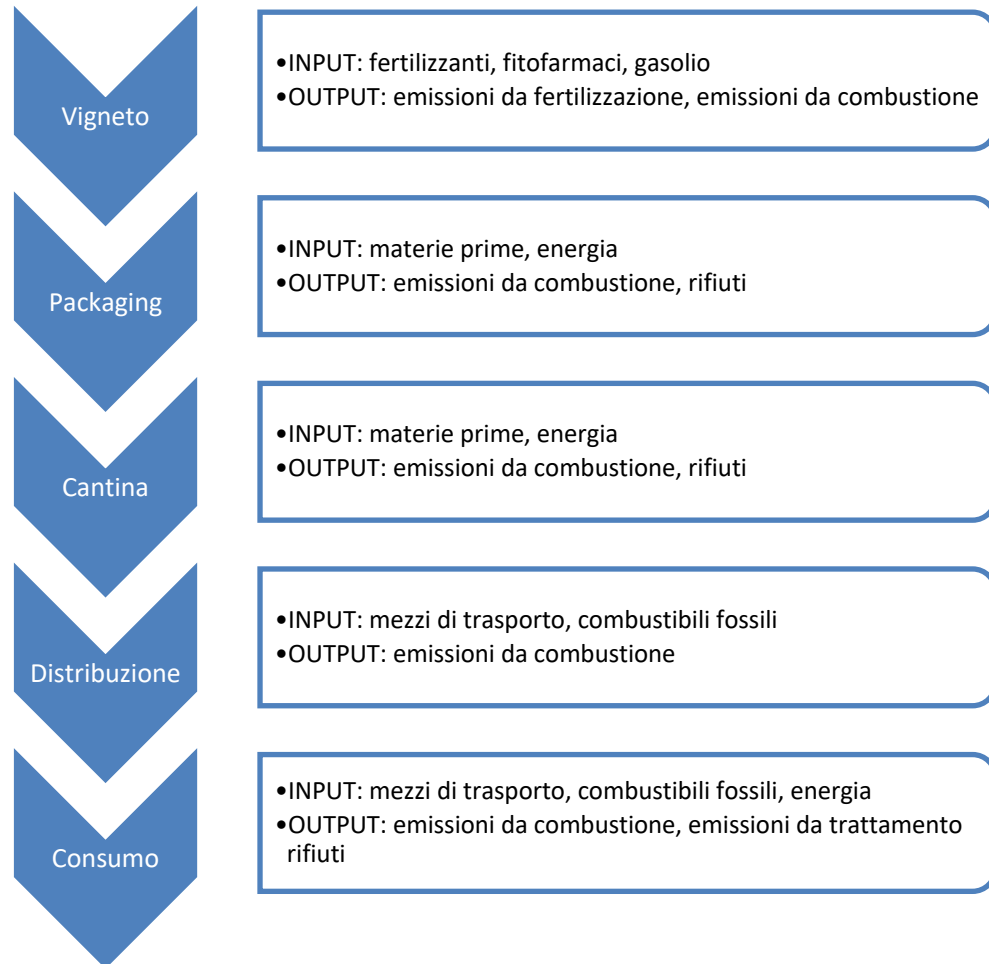 Vigneto
•INPUT: fertilizzanti, fitofarmaci, gasolio
•OUTPUT: emissioni da fertilizzazione, emissioni da combustione
Packaging
•INPUT: materie prime, energia
•OUTPUT: emissioni da combustione, rifiuti
Cantina
•INPUT: materie prime, energia
•OUTPUT: emissioni da combustione, rifiuti
Distribuzione
•INPUT: mezzi di trasporto, combustibili fossili
•OUTPUT: emissioni da combustione
Consumo
•INPUT: mezzi di trasporto, combustibili fossili, energia
•OUTPUT: emissioni da combustione, emissioni da trattamento
rifiuti